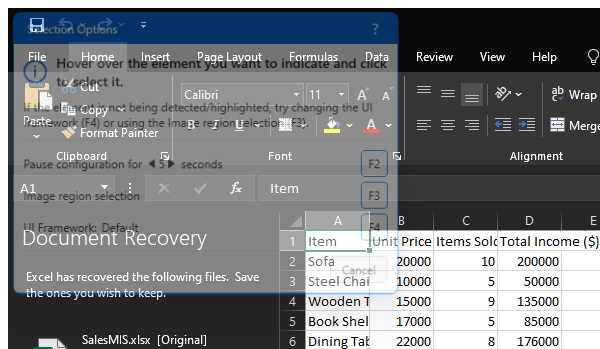 Selection Options ?
File Home Insert Page Layout Formulas Data Review View Help
Hover over the element you want to indicate and click
to select it.
Cut
Copy
Format Painter
Paste
Clipboard
Calibri 11
B I U
Font
Wrap
Merge
Alignment
If the element is not being detected/highlighted, try changing the UI
framework (F4) or using the Image region selection (F3).
Pause configuration for 5 seconds F2
Image region selection F3
UI Framework: Default F4
Cancel
A1 fx Item
Document Recovery
Excel has recovered the following files. Save
the ones you wish to keep.
SalesMIS.xlsx [Original]
A B C D E
1 Item Unit Price Items Sold Total Income ($)
2 Sofa 20000 10 200000
3 Steel Chai 10000 5 50000
4 Wooden T 15000 9 135000
5 Book Shel 17000 5 85000
6 Dining Tab 22000 8 176000